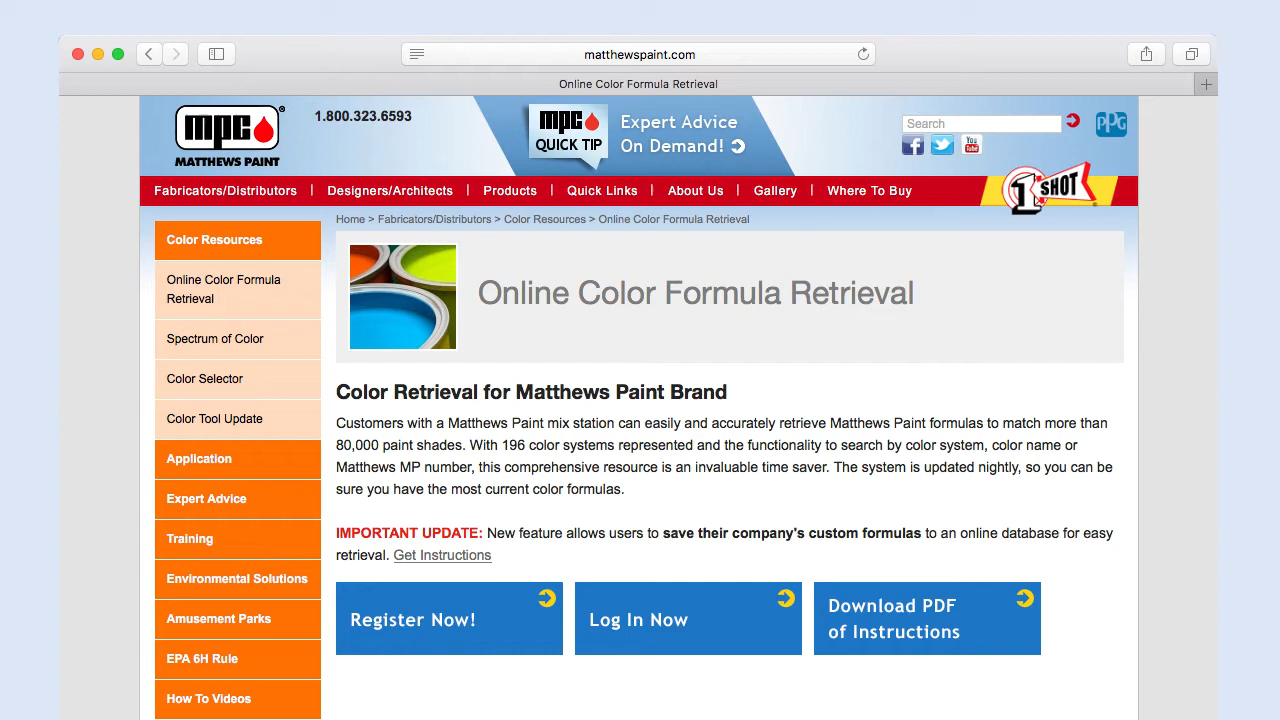 matthewspaint.com
Online Color Formula Retrieval
mpc
MATTHEWS PAINT
1.800.323.6593
mpc
QUICK TIP
Expert Advice
On Demand!
Search
PPG
You
Tube
Fabricators/Distributors | Designers/Architects | Products | Quick Links | About Us | Gallery | Where To Buy
1 SHOT
Home > Fabricators/Distributors > Color Resources > Online Color Formula Retrieval
Color Resources
Online Color Formula
Retrieval
Spectrum of Color
Color Selector
Color Tool Update
Application
Expert Advice
Training
Environmental Solutions
Amusement Parks
EPA 6H Rule
How To Videos
Online Color Formula Retrieval
Color Retrieval for Matthews Paint Brand
Customers with a Matthews Paint mix station can easily and accurately retrieve Matthews Paint formulas to match more than
80,000 paint shades. With 196 color systems represented and the functionality to search by color system, color name or
Matthews MP number, this comprehensive resource is an invaluable time saver. The system is updated nightly, so you can be
sure you have the most current color formulas.
IMPORTANT UPDATE: New feature allows users to save their company's custom formulas to an online database for easy
retrieval. Get Instructions
Register Now!
Log In Now
Download PDF
of Instructions